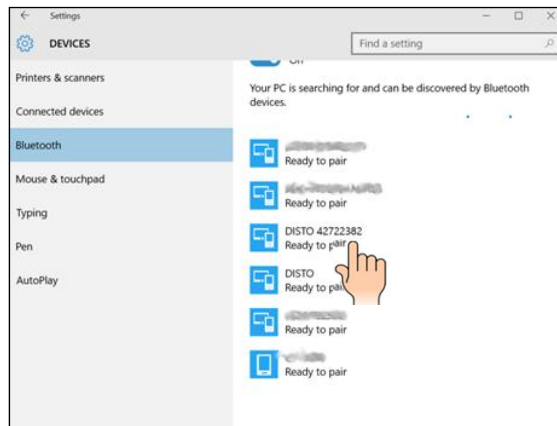 Settings
DEVICES
Find a setting
Printers & scanners
Connected devices
Bluetooth
Mouse & touchpad
Typing
Pen
AutoPlay
On
Your PC is searching for and can be discovered by Bluetooth
devices.
Ready to pair
Ready to pair
DISTO 42722382
Ready to pair
DISTO
Ready to pair
Ready to pair
Ready to pair